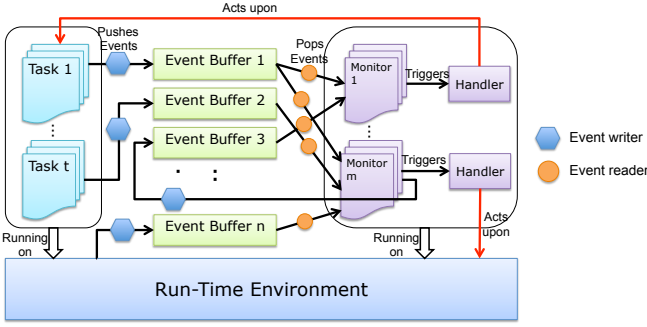 Acts upon
Pushes
Events
Pops
Events
Task 1
Event Buffer 1
Monitor
1
Triggers
Handler
Event Buffer 2
Event writer
Event Buffer 3
Task t
Monitor
m
Triggers
Handler
Event reader
Event Buffer n
Acts
upon
Running
on
Running
on
Run-Time Environment